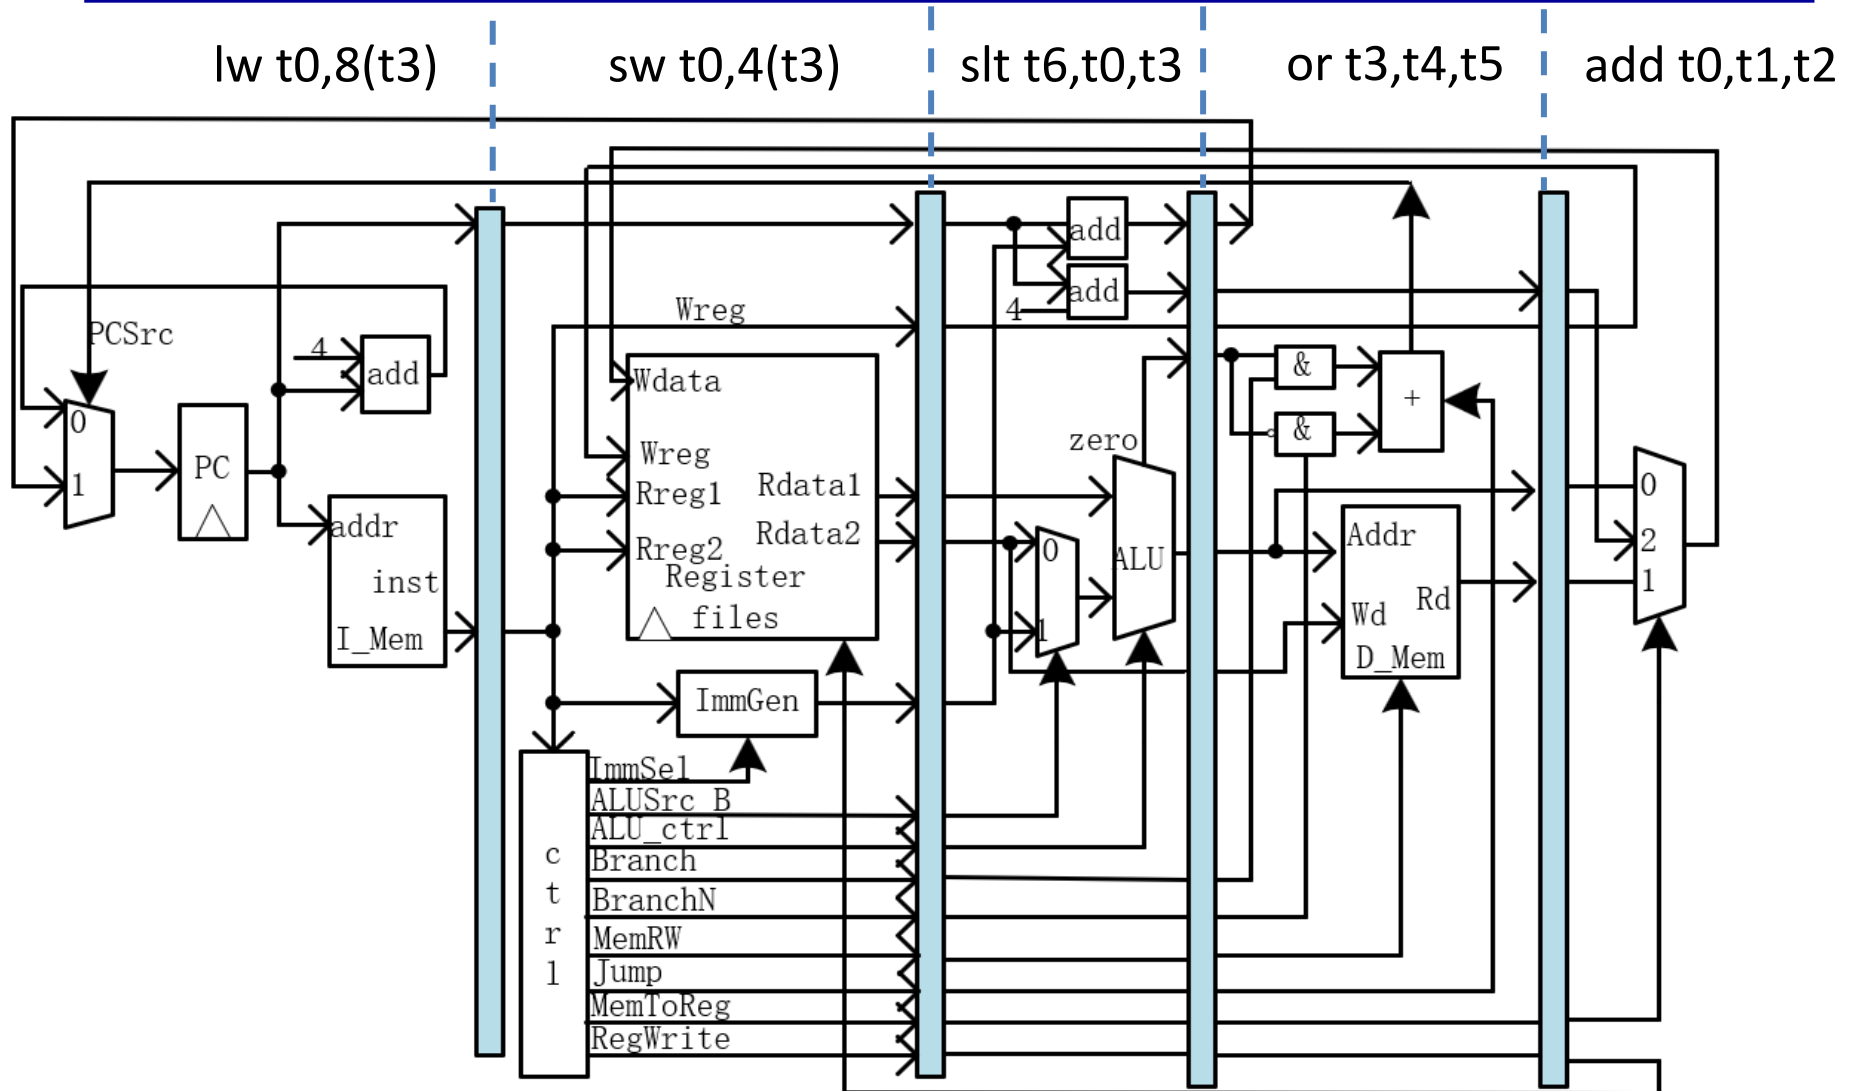 lw t0,8(t3)
sw t0,4(t3)
slt t6,t0,t3
or t3,t4,t5
add t0,t1,t2
PCSrc
4
add
0
1
PC
addr
inst
I_Mem
Wreg
Wdata
Wreg
Rreg1
Rdata1
Rreg2
Rdata2
Register
files
ImmGen
c
t
r
l
ImmSel
ALUSrc_B
ALU_ctrl
Branch
BranchN
MemRW
Jump
MemToReg
RegWrite
add
add
4
zero
0
1
ALU
&
&
+
Addr
Wd
Rd
D_Mem
0
2
1